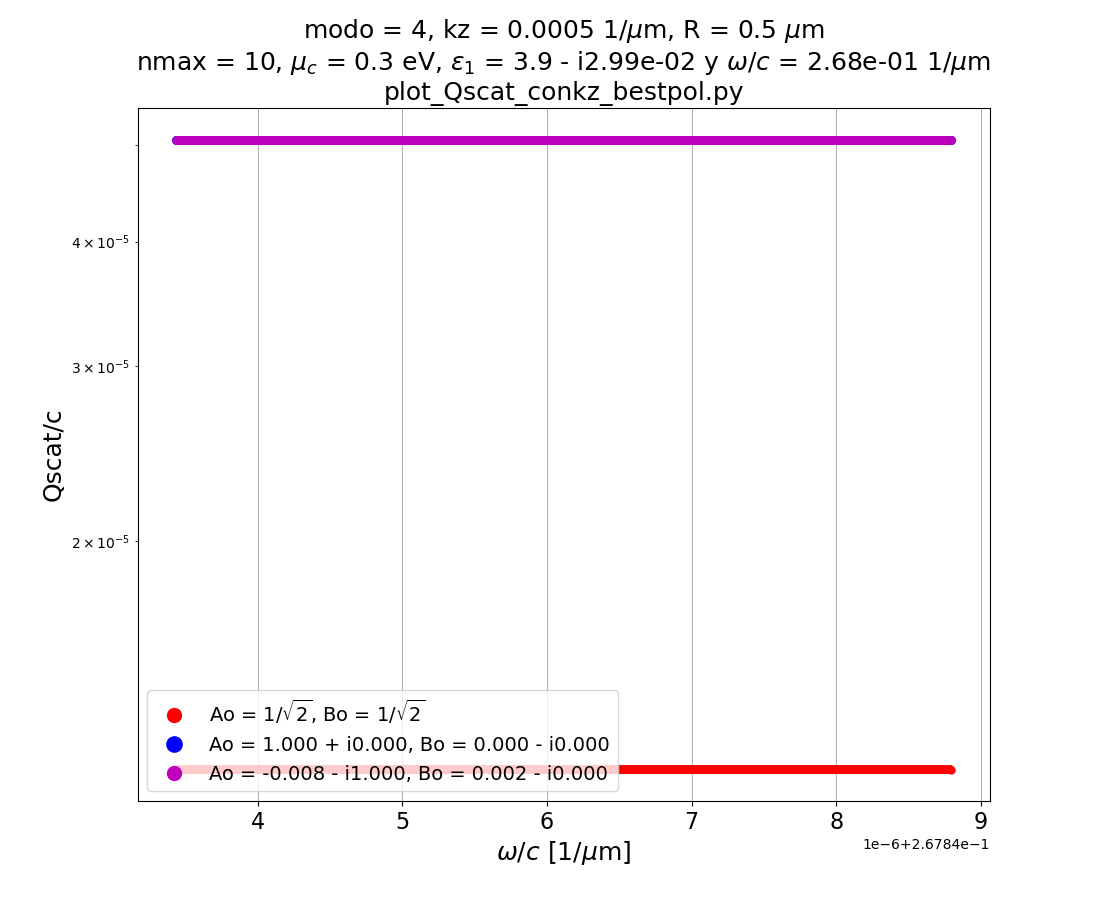 modo = 4, kz = 0.0005 1/μm, R = 0.5 μm
nmax = 10, μ_c = 0.3 eV, ε₁ = 3.9 - i2.99e-02 y ω/c = 2.68e-01 1/μm
plot_Qscat_conkz_bestpol.py
4 × 10⁻⁵
3 × 10⁻⁵
2 × 10⁻⁵
Qscat/c
Ao = 1/√2, Bo = 1/√2
Ao = 1.000 + i0.000, Bo = 0.000 - i0.000
Ao = -0.008 - i1.000, Bo = 0.002 - i0.000
4 5 6 7 8 9
1e−6+2.6784e−1
ω/c [1/μm]